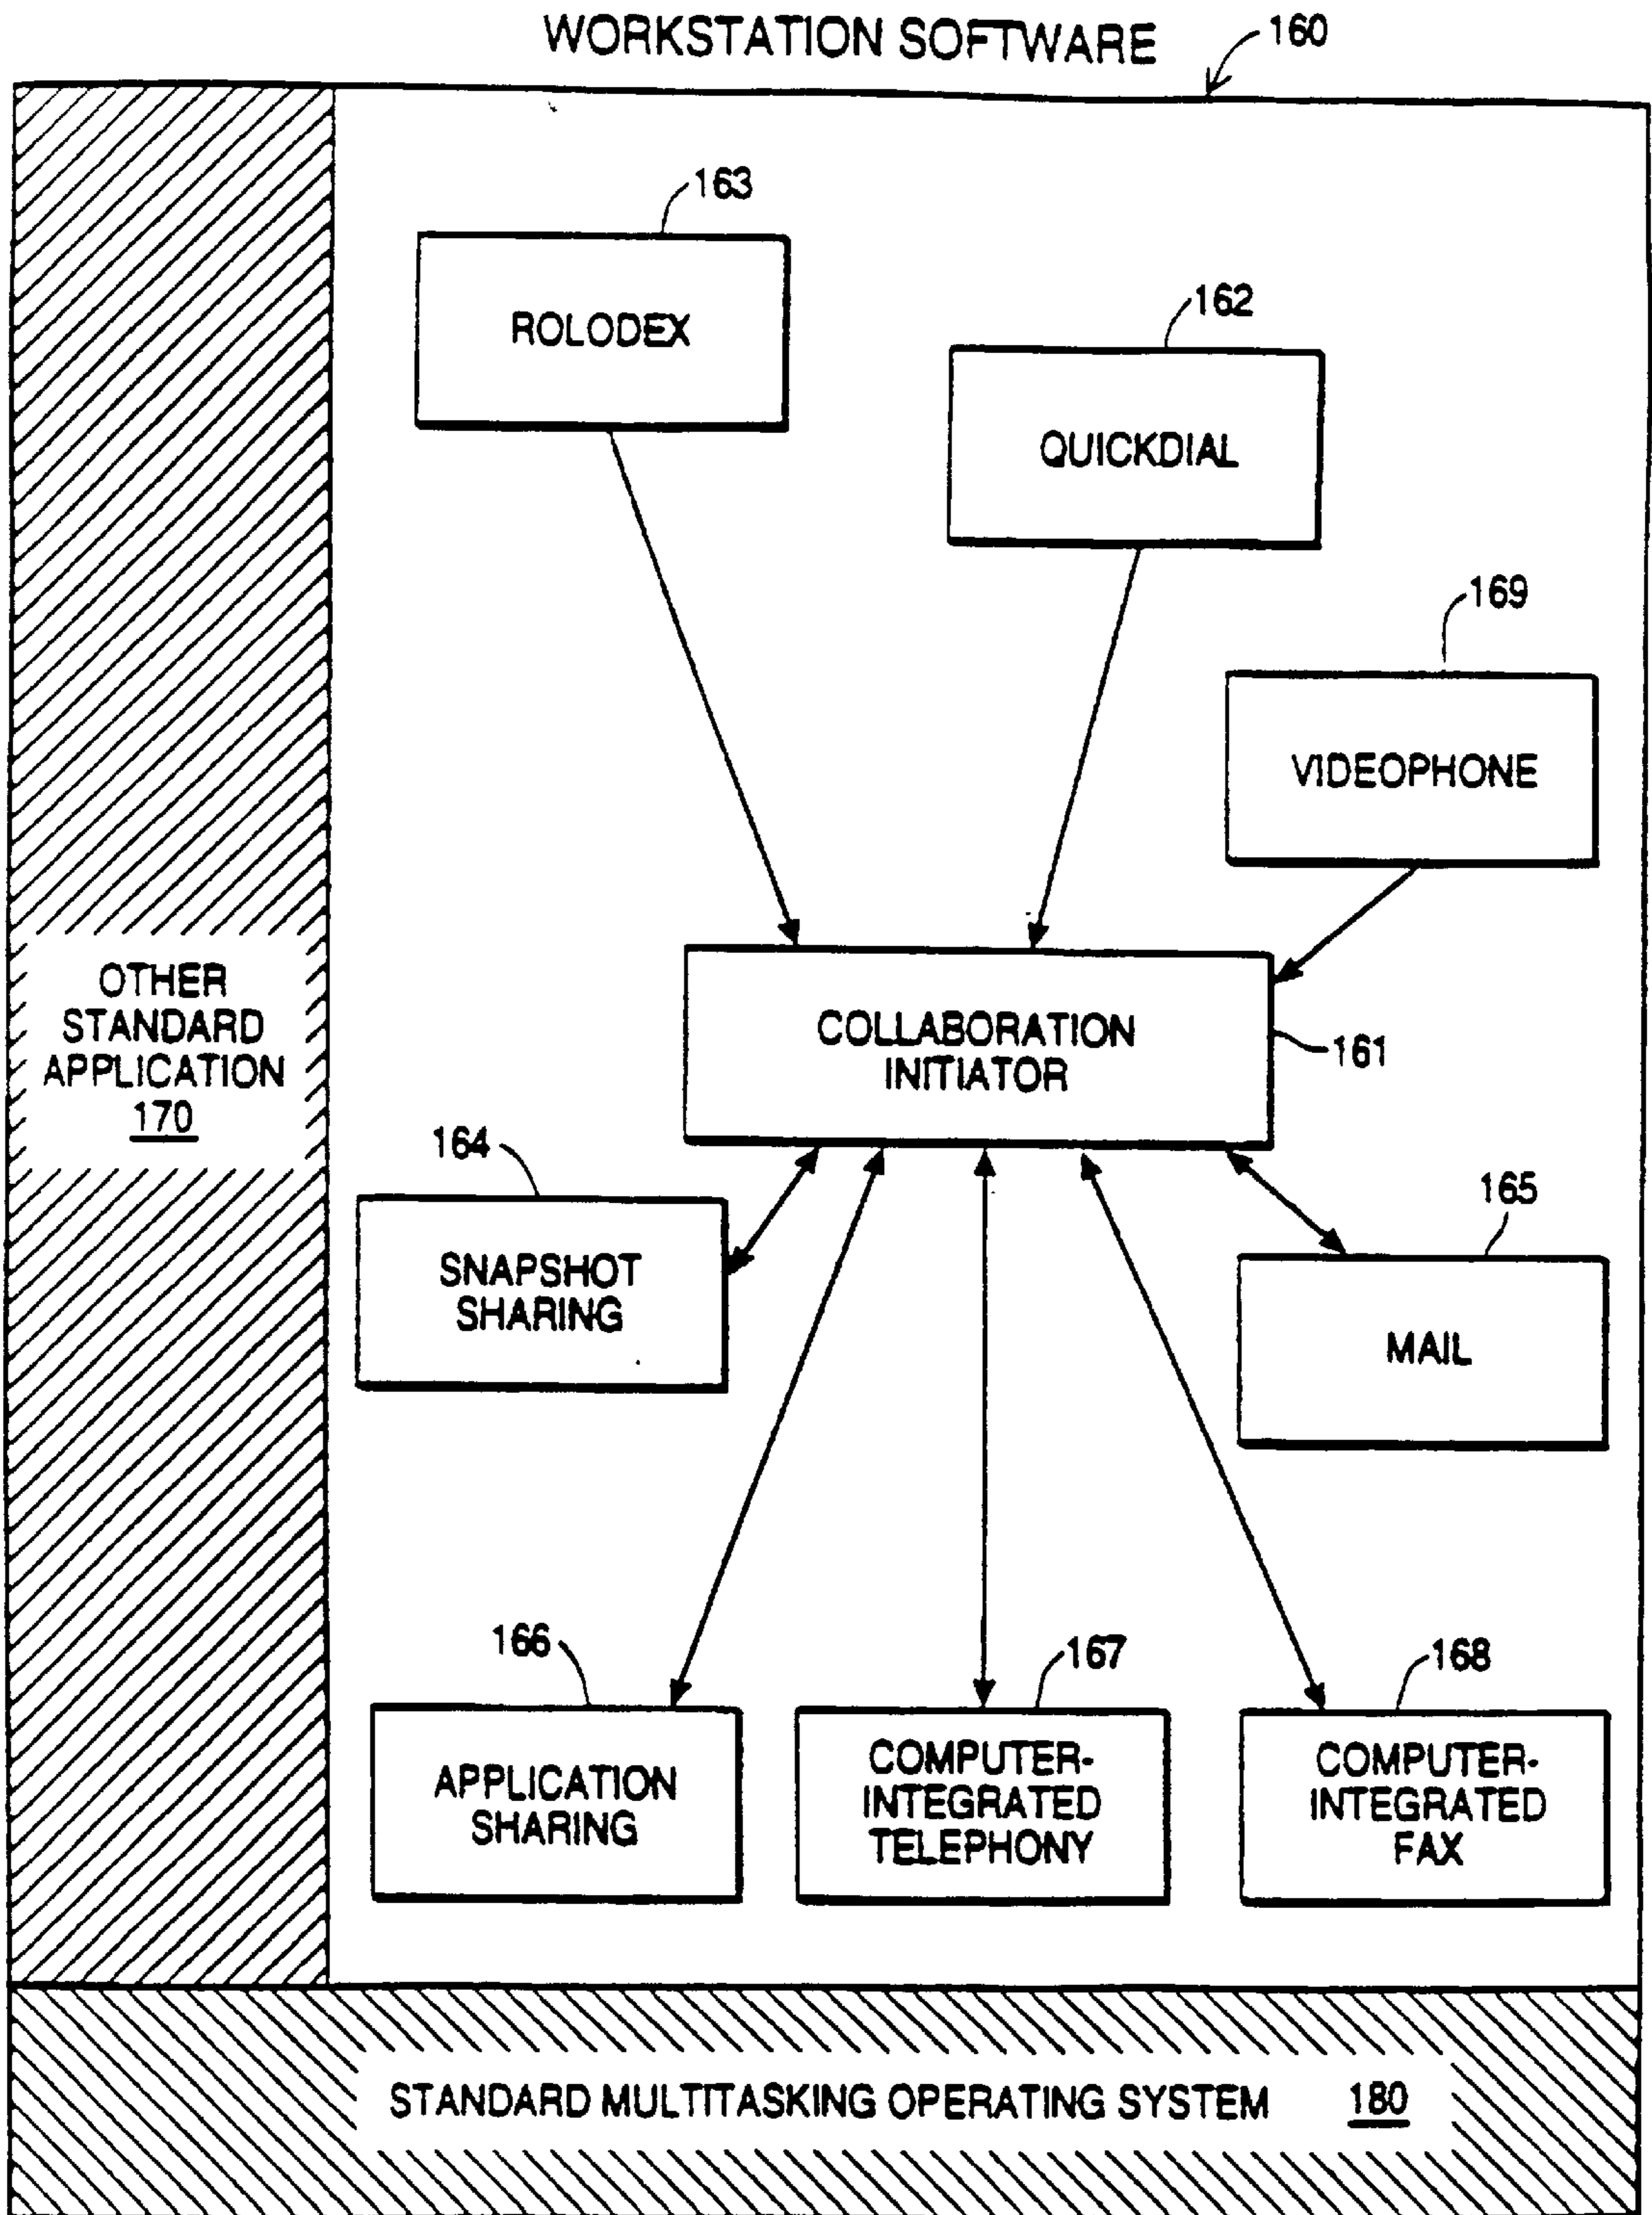 WORKSTATION SOFTWARE
160
163
ROLODEX
162
QUICKDIAL
169
VIDEOPHONE
COLLABORATION
INITIATOR
161
OTHER
STANDARD
APPLICATION
170
164
SNAPSHOT
SHARING
165
MAIL
166
APPLICATION
SHARING
167
COMPUTER-
INTEGRATED
TELEPHONY
168
COMPUTER-
INTEGRATED
FAX
STANDARD MULTITASKING OPERATING SYSTEM 180